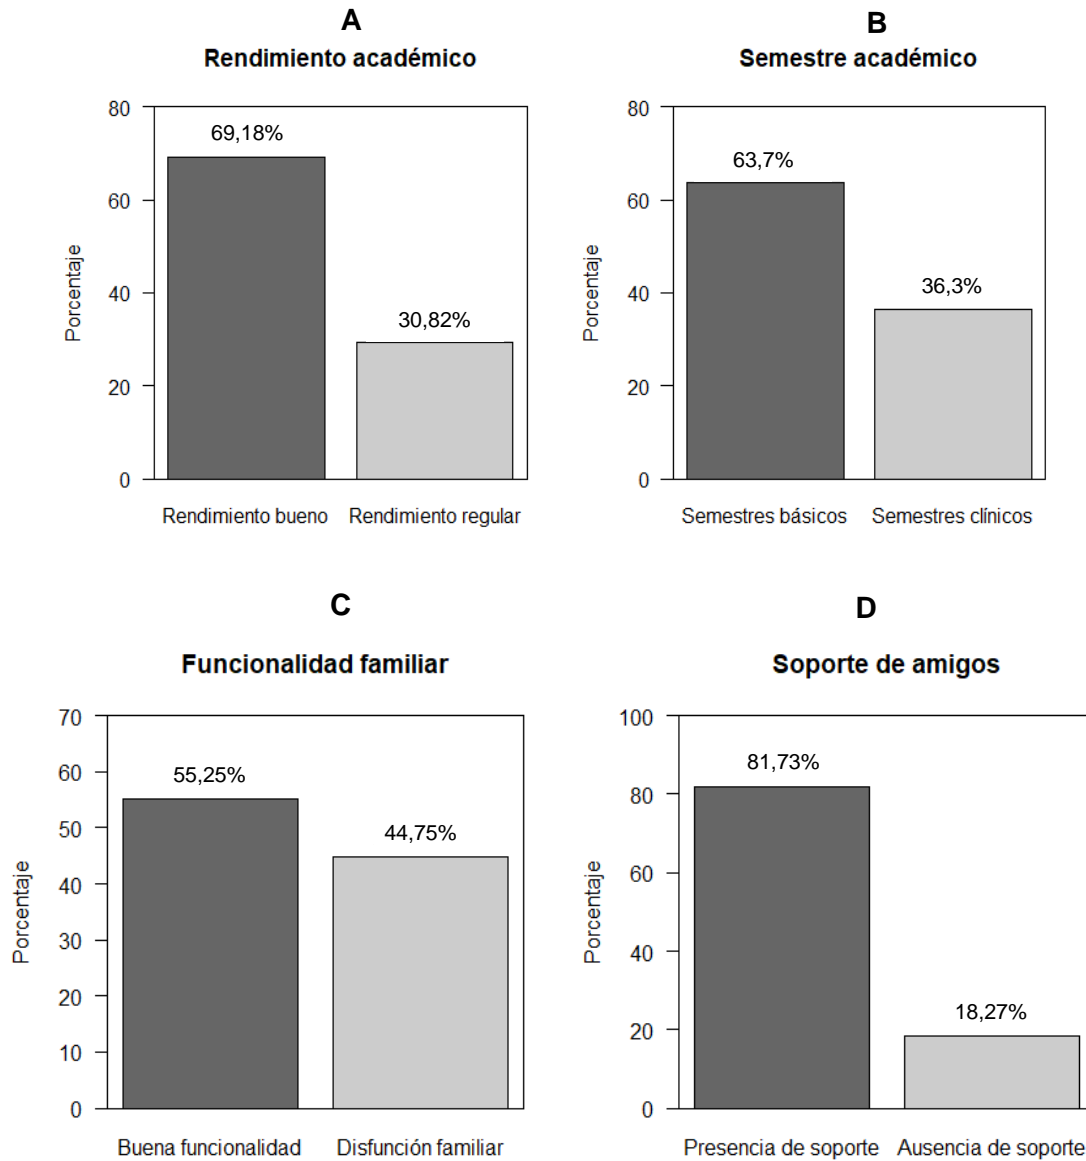 A
Rendimiento académico
80
60
40
20
0
Porcentaje
69,18%
30,82%
Rendimiento bueno Rendimiento regular
B
Semestre académico
80
60
40
20
0
Porcentaje
63,7%
36,3%
Semestres básicos Semestres clínicos
C
Funcionalidad familiar
70
60
50
40
30
20
10
0
Porcentaje
55,25%
44,75%
Buena funcionalidad Disfunción familiar
D
Soporte de amigos
100
80
60
40
20
0
Porcentaje
81,73%
18,27%
Presencia de soporte Ausencia de soporte